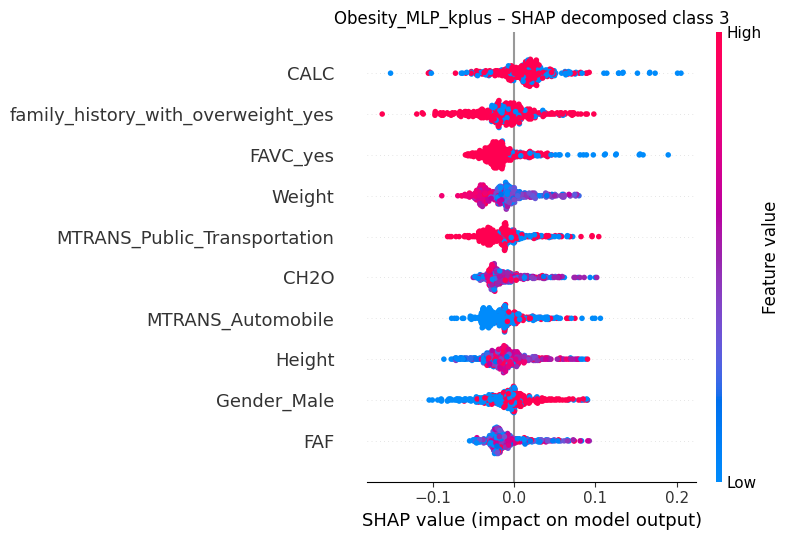 Obesity_MLP_kplus – SHAP decomposed class 3
High
CALC
family_history_with_overweight_yes
FAVC_yes
Weight
MTRANS_Public_Transportation
CH2O
MTRANS_Automobile
Height
Gender_Male
FAF
Feature value
Low
−0.1 0.0 0.1 0.2
SHAP value (impact on model output)